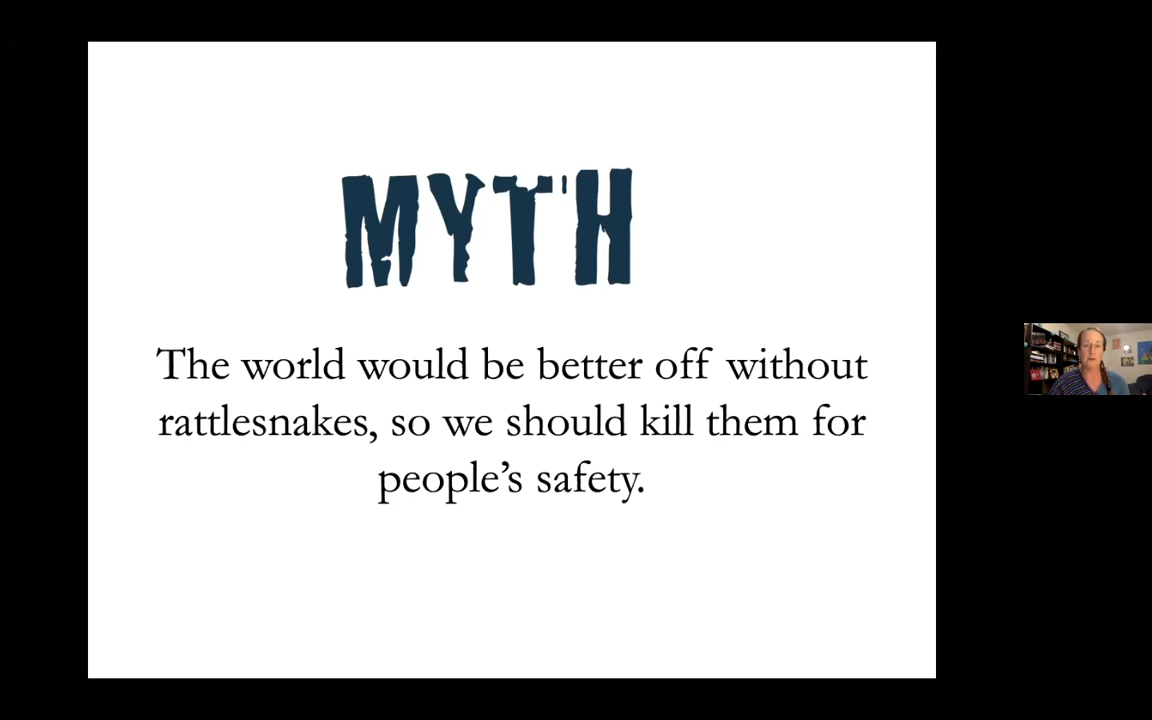 MYTH
The world would be better off without
rattlesnakes, so we should kill them for
people’s safety.